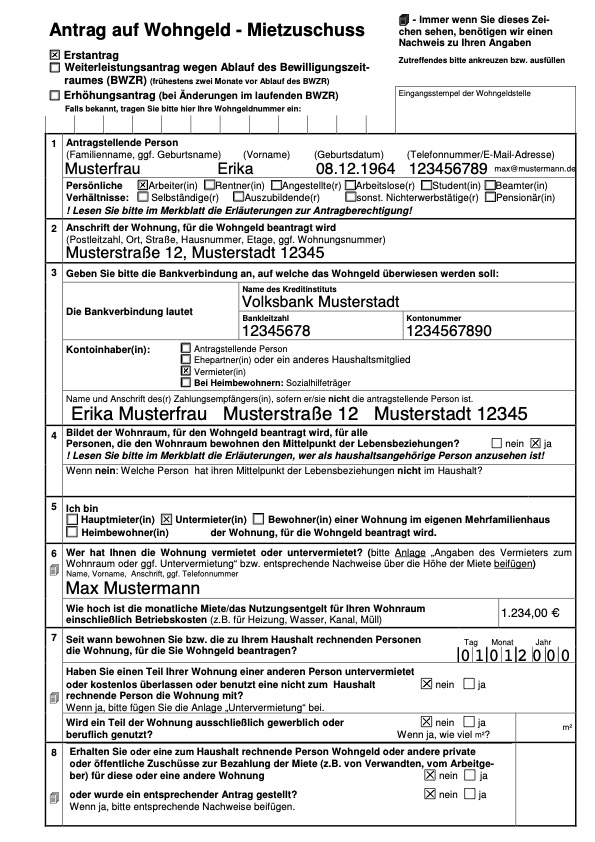 Antrag auf Wohngeld - Mietzuschuss
- Immer wenn Sie dieses Zei-
chen sehen, benötigen wir einen
Nachweis zu Ihren Angaben
Zutreffendes bitte ankreuzen bzw. ausfüllen
Erstantrag
Weiterleistungsantrag wegen Ablauf des Bewilligungszeit-
raumes (BWZR) (frühestens zwei Monate vor Ablauf des BWZR)
Erhöhungsantrag (bei Änderungen im laufenden BWZR)
Falls bekannt, tragen Sie bitte hier Ihre Wohngeldnummer ein:
Eingangsstempel der Wohngeldstelle
1 Antragstellende Person
(Familienname, ggf. Geburtsname) (Vorname) (Geburtsdatum) (Telefonnummer/E-Mail-Adresse)
Musterfrau Erika 08.12.1964 123456789 max@mustermann.de
Persönliche Arbeiter(in) Rentner(in) Angestellte(r) Arbeitslose(r) Student(in) Beamter(in)
Verhältnisse: Selbständige(r) Auszubildende(r) sonst. Nichterwerbstätige(r) Pensionär(in)
! Lesen Sie bitte im Merkblatt die Erläuterungen zur Antragberechtigung!
2 Anschrift der Wohnung, für die Wohngeld beantragt wird
(Postleitzahl, Ort, Straße, Hausnummer, Etage, ggf. Wohnungsnummer)
Musterstraße 12, Musterstadt 12345
3 Geben Sie bitte die Bankverbindung an, auf welche das Wohngeld überwiesen werden soll:
Name des Kreditinstituts
Volksbank Musterstadt
Die Bankverbindung lautet
Bankleitzahl Kontonummer
12345678 1234567890
Kontoinhaber(in): Antragstellende Person
Ehepartner(in) oder ein anderes Haushaltsmitglied
Vermieter(in)
Bei Heimbewohnern: Sozialhilfeträger
Name und Anschrift des(r) Zahlungsempfängers(in), sofern er/sie nicht die antragstellende Person ist.
Erika Musterfrau Musterstraße 12 Musterstadt 12345
4 Bildet der Wohnraum, für den Wohngeld beantragt wird, für alle
Personen, die den Wohnraum bewohnen den Mittelpunkt der Lebensbeziehungen? nein ja
! Lesen Sie bitte im Merkblatt die Erläuterungen, wer als haushaltsangehörige Person anzusehen ist!
Wenn nein: Welche Person hat ihren Mittelpunkt der Lebensbeziehungen nicht im Haushalt?
5 Ich bin
Hauptmieter(in) Untermieter(in) Bewohner(in) einer Wohnung im eigenen Mehrfamilienhaus
Heimbewohner(in) der Wohnung, für die Wohngeld beantragt wird.
6 Wer hat Ihnen die Wohnung vermietet oder untervermietet? (bitte Anlage „Angaben des Vermieters zum
Wohnraum oder ggf. Untervermietung" bzw. entsprechende Nachweise über die Höhe der Miete beifügen)
Name, Vorname, Anschrift, ggf. Telefonnummer
Max Mustermann
Wie hoch ist die monatliche Miete/das Nutzungsentgelt für Ihren Wohnraum
einschließlich Betriebskosten (z.B. für Heizung, Wasser, Kanal, Müll) 1.234,00 €
7 Seit wann bewohnen Sie bzw. die zu Ihrem Haushalt rechnenden Personen
die Wohnung, für die Sie Wohngeld beantragen?
Tag Monat Jahr
01012000
Haben Sie einen Teil Ihrer Wohnung einer anderen Person untervermietet
oder kostenlos überlassen oder benutzt eine nicht zum Haushalt nein ja
rechnende Person die Wohnung mit?
Wenn ja, bitte fügen Sie die Anlage „Untervermietung" bei.
Wird ein Teil der Wohnung ausschließlich gewerblich oder nein ja
beruflich genutzt? Wenn ja, wie viel m²? m²
8 Erhalten Sie oder eine zum Haushalt rechnende Person Wohngeld oder andere private
oder öffentliche Zuschüsse zur Bezahlung der Miete (z.B. von Verwandten, vom Arbeitge-
ber) für diese oder eine andere Wohnung nein ja
oder wurde ein entsprechender Antrag gestellt? nein ja
Wenn ja, bitte entsprechende Nachweise beifügen.